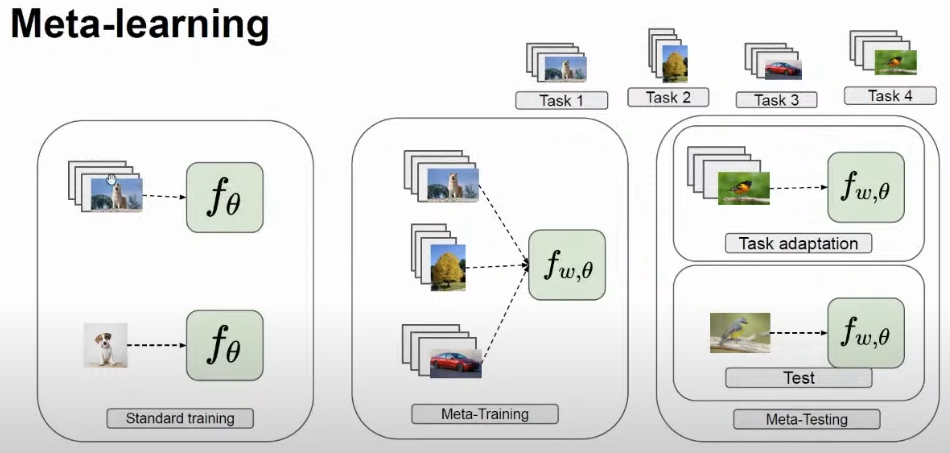 Meta-learning
Task 1
Task 2
Task 3
Task 4
fθ
fθ
Standard training
fw,θ
Meta-Training
fw,θ
Task adaptation
fw,θ
Test
Meta-Testing